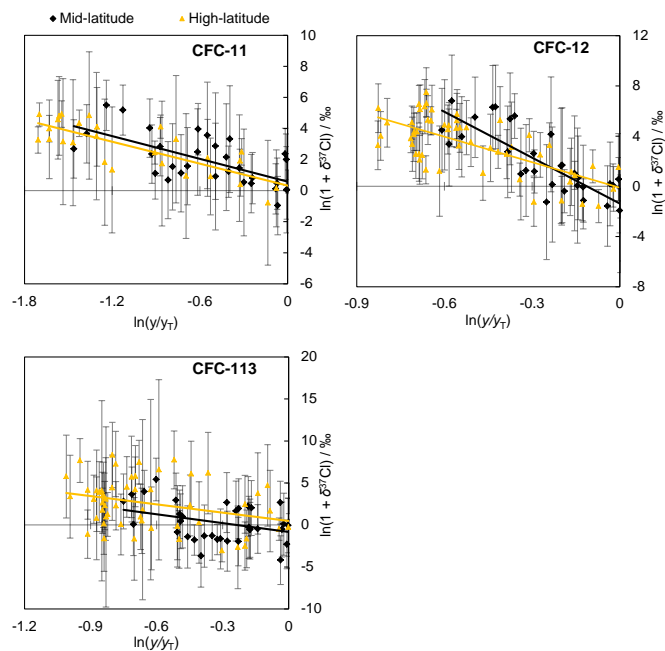 Mid-latitude High-latitude
CFC-11
10
8
6
4
2
0
-2
-4
-6
ln(1 + δ³⁷Cl) / ‰
-1.8 -1.2 -0.6 0
ln(y/yT)
CFC-12
12
8
4
0
-4
-8
ln(1 + δ³⁷Cl) / ‰
-0.9 -0.6 -0.3 0
ln(y/yT)
CFC-113
20
15
10
5
0
-5
-10
ln(1 + δ³⁷Cl) / ‰
-1.2 -0.9 -0.6 -0.3 0
ln(y/yT)